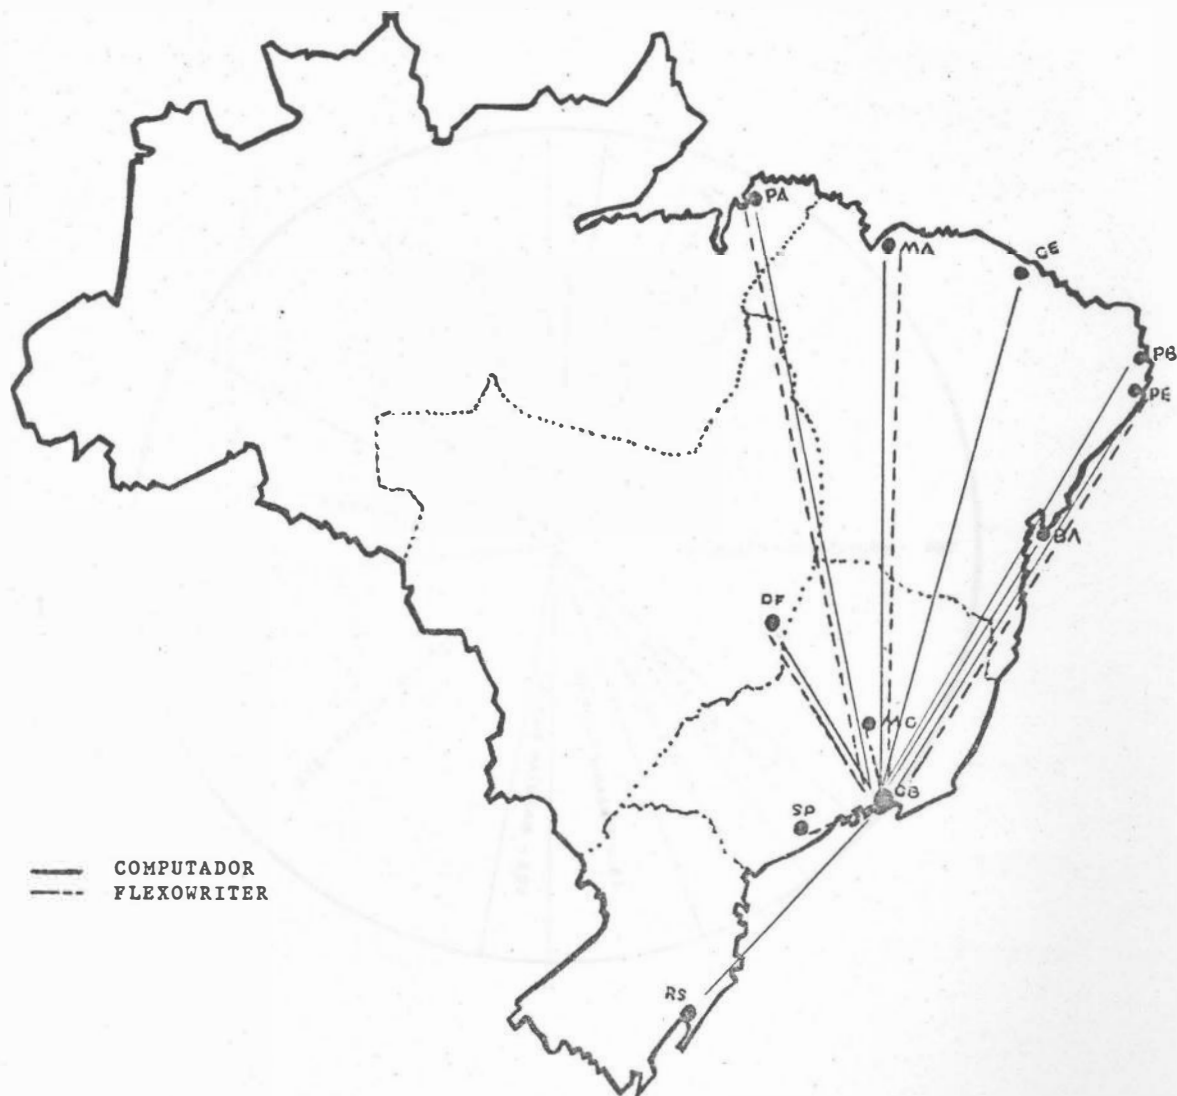 PA
MA
CE
PB
PE
BA
DF
MG
GB
SP
COMPUTADOR
FLEXOWRITER
RS